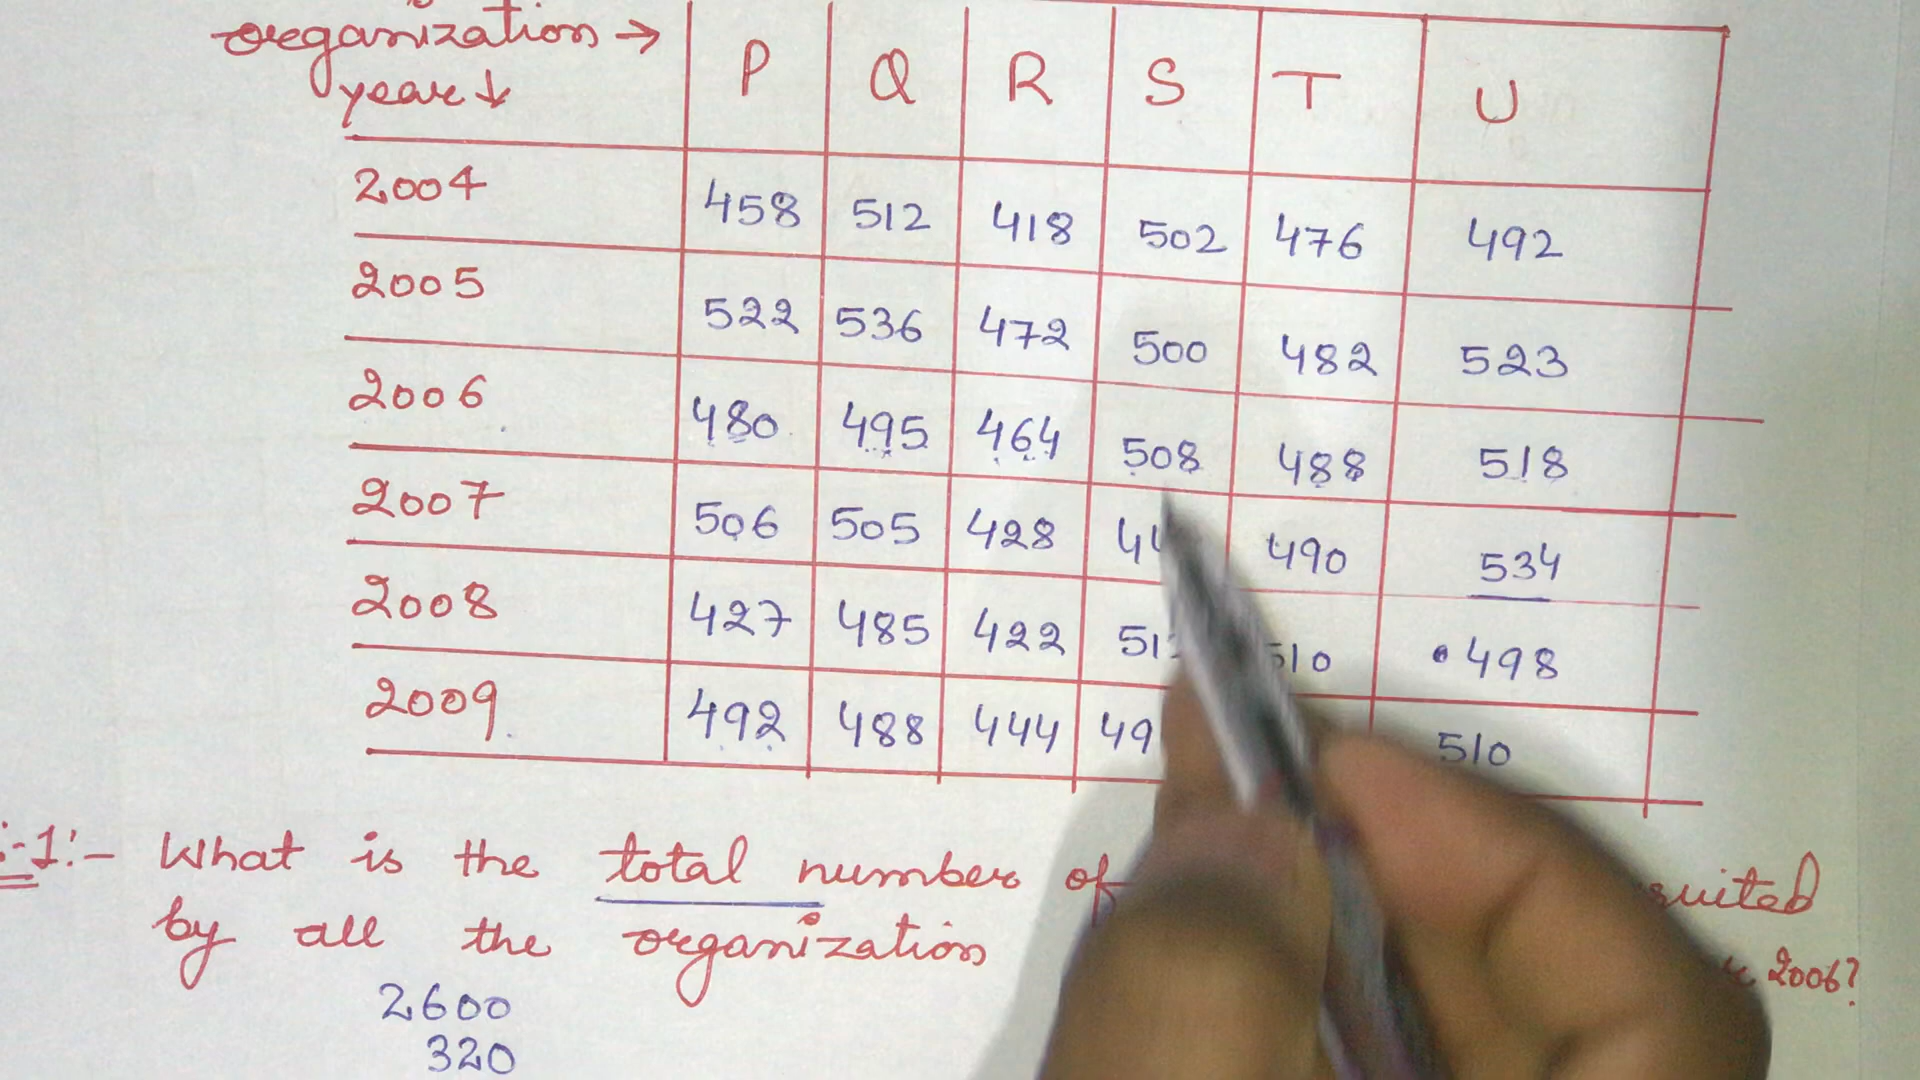 organization → P Q R S T U
year ↓
2004 458 512 418 502 476 492
2005 522 536 472 500 482 523
2006 480 495 464 508 488 518
2007 506 505 428 490 534
2008 427 485 422 498
2009 492 488 444 510
:-1:- What is the total number of
by all the organization 2006?
2600
320